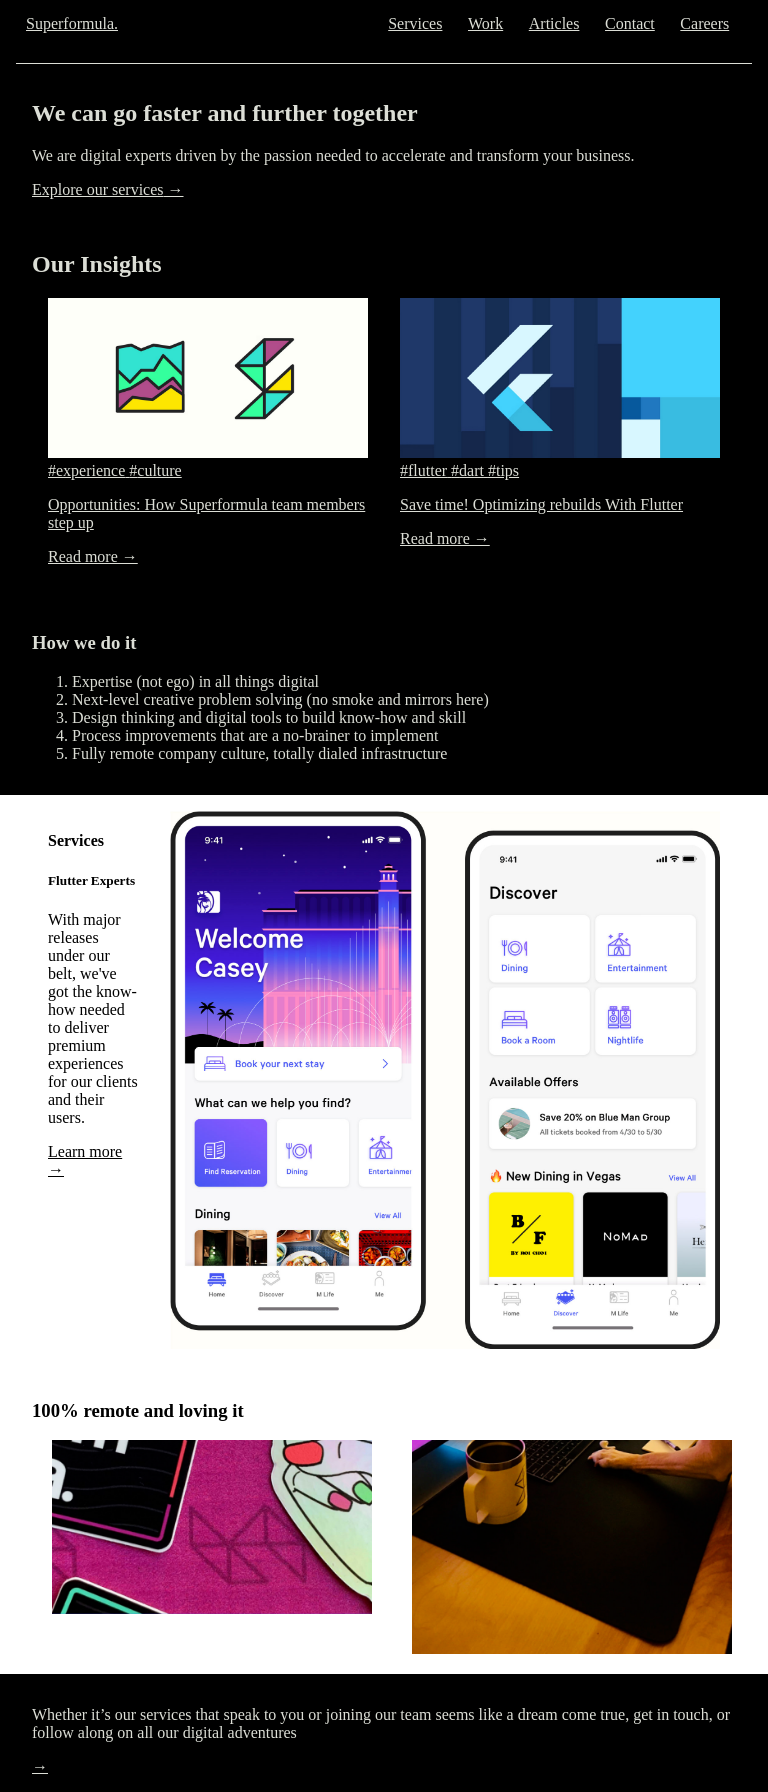 Superformula.
Services Work Articles Contact Careers
We can go faster and further together
We are digital experts driven by the passion needed to accelerate and transform your business.
Explore our services →
Our Insights
#experience #culture
Opportunities: How Superformula team members
step up
Read more →
#flutter #dart #tips
Save time! Optimizing rebuilds With Flutter
Read more →
How we do it
1. Expertise (not ego) in all things digital
2. Next-level creative problem solving (no smoke and mirrors here)
3. Design thinking and digital tools to build know-how and skill
4. Process improvements that are a no-brainer to implement
5. Fully remote company culture, totally dialed infrastructure
Services
Flutter Experts
With major
releases
under our
belt, we've
got the know-
how needed
to deliver
premium
experiences
for our clients
and their
users.
Learn more
→
9:41
Welcome
Casey
Book your next stay
What can we help you find?
Find Reservation
Dining
Entertainmen
Dining
View All
Home
Discover
M Life
Me
9:41
Discover
Dining
Entertainment
Book a Room
Nightlife
Available Offers
Save 20% on Blue Man Group
All tickets booked from 4/30 to 5/30
🔥 New Dining in Vegas
View All
B/F
BY ROI CHOI
NOMAD
He
Home
Discover
M Life
Me
100% remote and loving it
a.
Whether it’s our services that speak to you or joining our team seems like a dream come true, get in touch, or
follow along on all our digital adventures
→